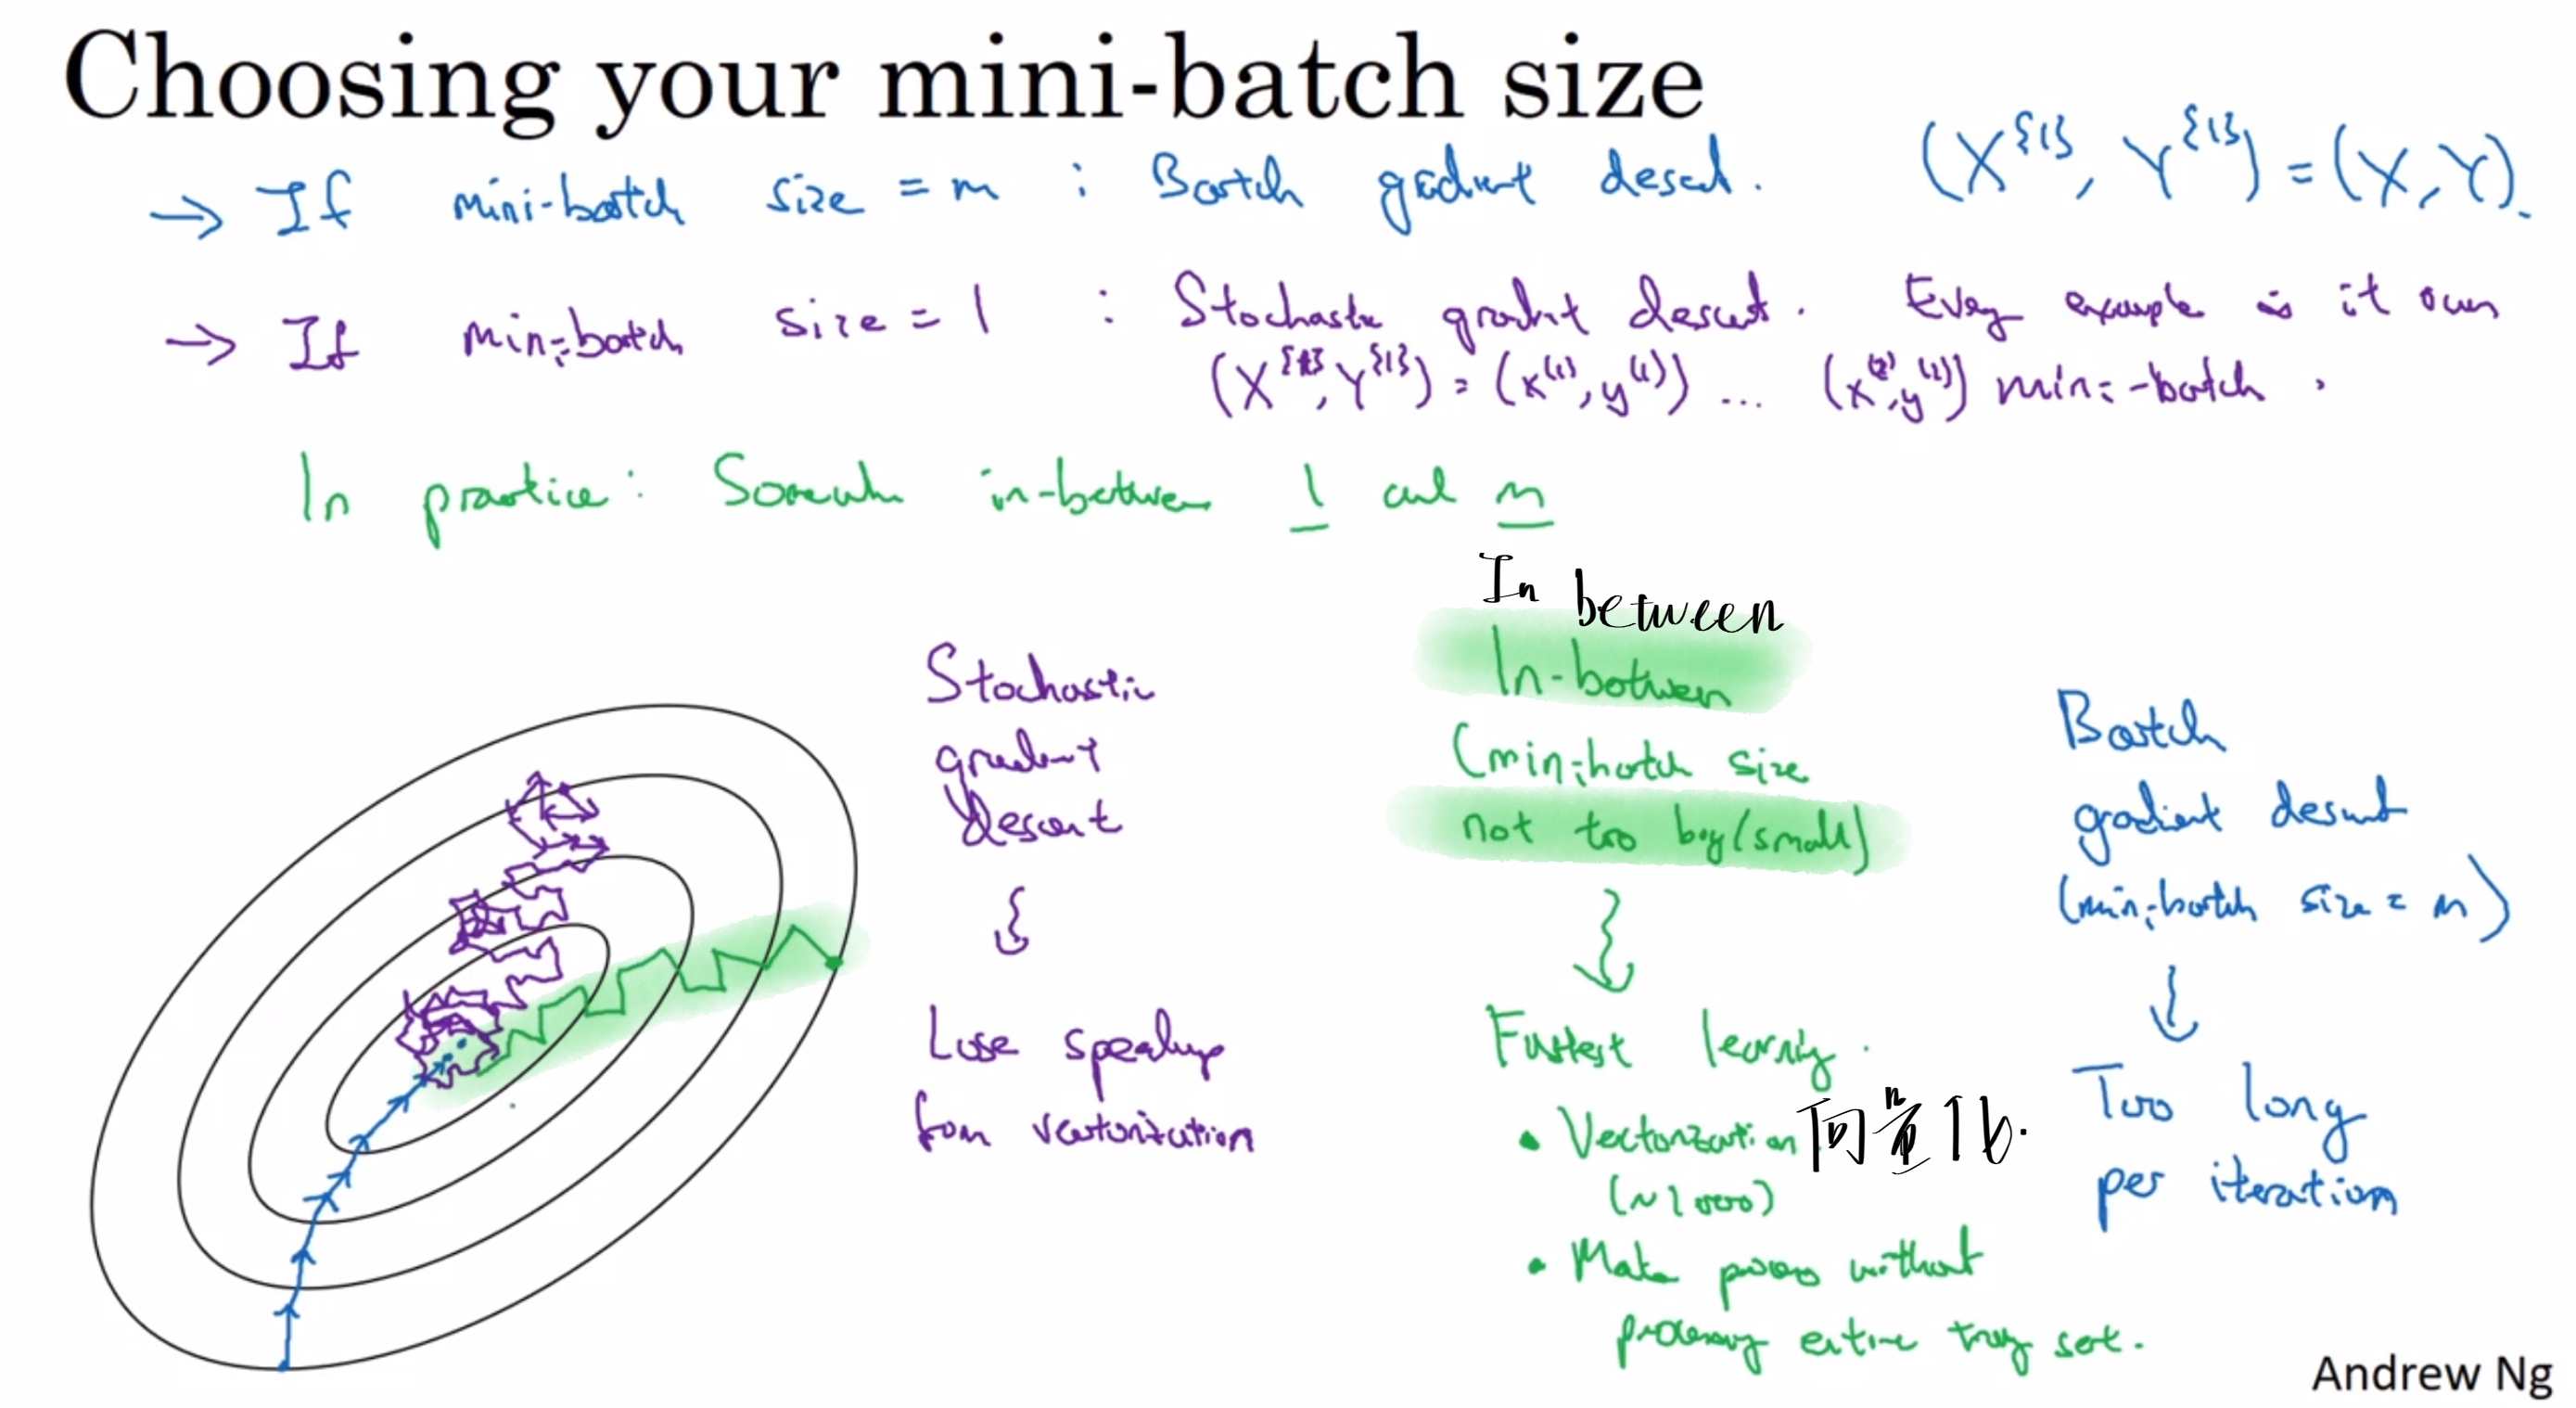 Choosing your mini-batch size
→ If mini-batch size = m : Batch gradient descent. (X^{1}, Y^{1}) = (X, Y).
→ If mini-batch size = 1 : Stochastic gradient descent. Every example is it own
(X^{1}, Y^{1}) = (x^(1), y^(1)) ... (x^(2), y^(2)) mini-batch.
In practice: Somewhere in-between 1 and m
Stochastic
gradient
descent
Lose speedup
from vectorization
In between
In-between
(mini-batch size
not too big/small)
Fastest learning.
• Vectorization 向量化.
(~1000)
• Make progress without
processing entire training set.
Batch
gradient descent
(mini-batch size = m)
Too long
per iteration
Andrew Ng